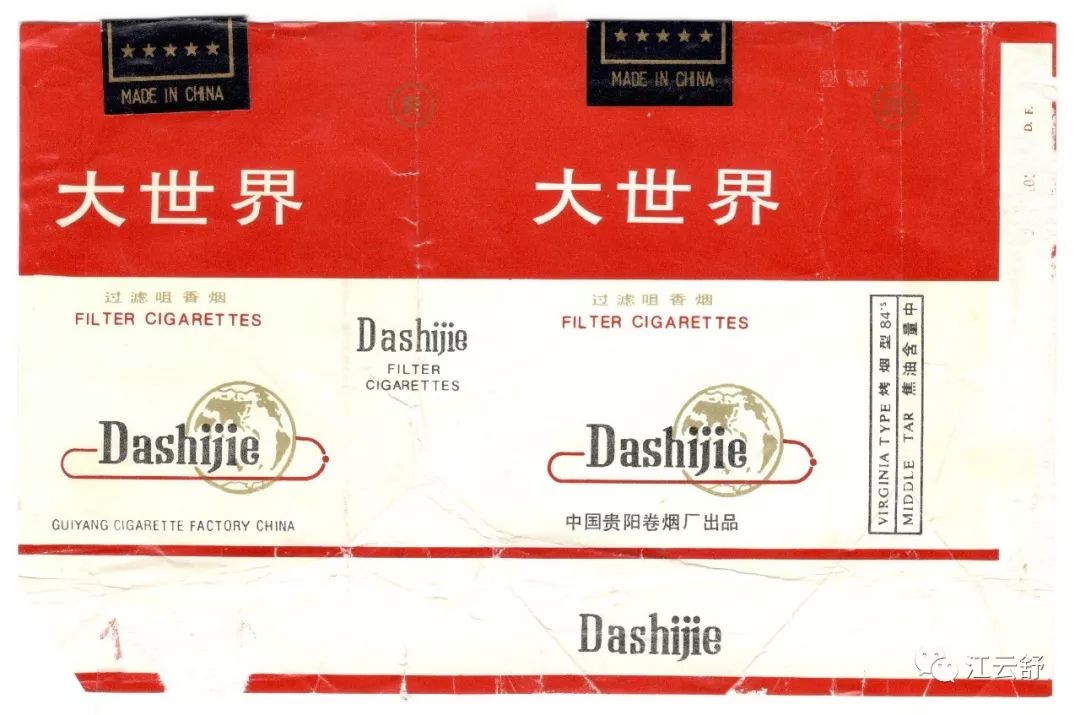 MADE IN CHINA
大世界
过滤咀香烟
FILTER CIGARETTES
Dashijie
GUIYANG CIGARETTE FACTORY CHINA
Dashijie
FILTER
CIGARETTES
MADE IN CHINA
大世界
过滤咀香烟
FILTER CIGARETTES
Dashijie
中国贵阳卷烟厂出品
VIRGINIA TYPE 烤烟型 84'S
MIDDLE TAR 焦油含量中
D. F.
1
Dashijie
江云舒